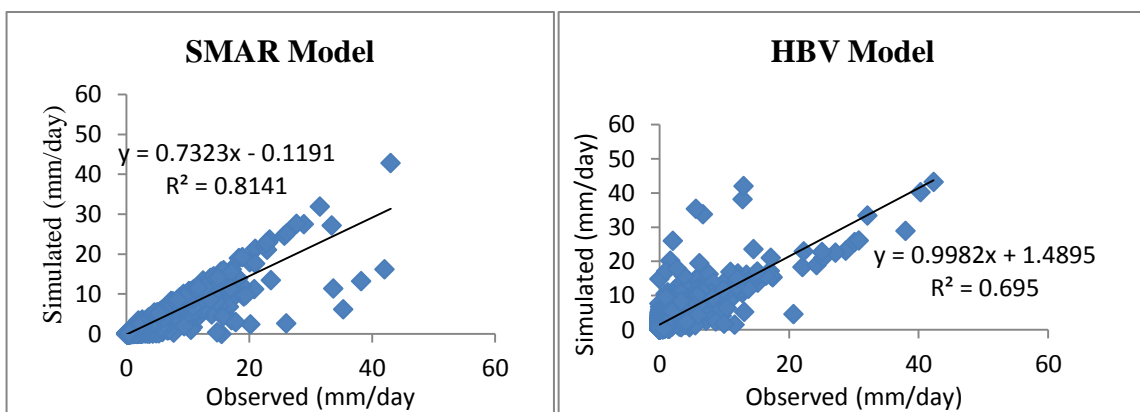 SMAR Model
60
50
40
30
20
10
0
Simulated (mm/day)
y = 0.7323x - 0.1191
R² = 0.8141
0 20 40 60
Observed (mm/day
HBV Model
60
50
40
30
20
10
0
Simulated (mm/day)
y = 0.9982x + 1.4895
R² = 0.695
0 20 40 60
Observed (mm/day)